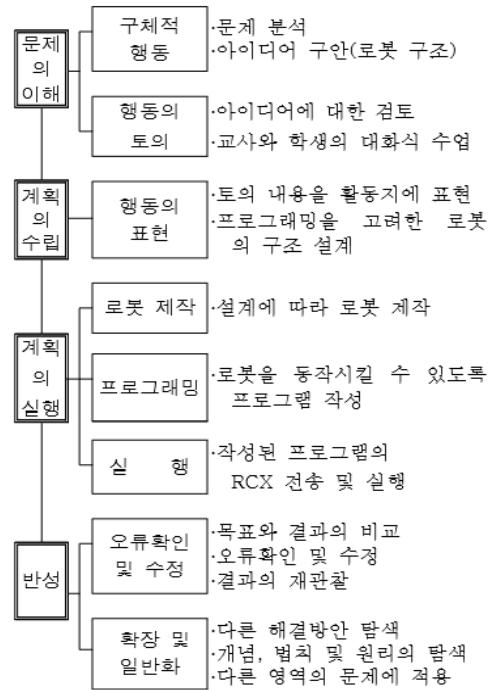 문제
의
이해
구체적
행동
·문제 분석
·아이디어 구안(로봇 구조)
행동의
토의
·아이디어에 대한 검토
·교사와 학생의 대화식 수업
계획
의
수립
행동의
표현
·토의 내용을 활동지에 표현
·프로그래밍을 고려한 로봇
의 구조 설계
계획
의
실행
로봇 제작
·설계에 따라 로봇 제작
프로그래밍
·로봇을 동작시킬 수 있도록
프로그램 작성
실 행
·작성된 프로그램의
RCX 전송 및 실행
반성
오류확인
및 수정
·목표와 결과의 비교
·오류확인 및 수정
·결과의 재관찰
확장 및
일반화
·다른 해결방안 탐색
·개념, 법칙 및 원리의 탐색
·다른 영역의 문제에 적용